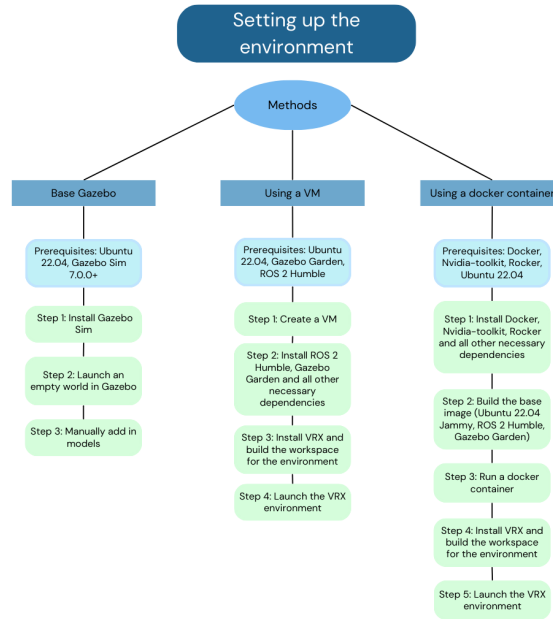 Setting up the
environment
Methods
Base Gazebo
Prerequisites: Ubuntu
22.04, Gazebo Sim
7.0.0+
Step 1: Install Gazebo
Sim
Step 2: Launch an
empty world in Gazebo
Step 3: Manually add in
models
Using a VM
Prerequisites: Ubuntu
22.04, Gazebo Garden,
ROS 2 Humble
Step 1: Create a VM
Step 2: Install ROS 2
Humble, Gazebo
Garden and all other
necessary
dependencies
Step 3: Install VRX and
build the workspace
for the environment
Step 4: Launch the VRX
environment
Using a docker container
Prerequisites: Docker,
Nvidia-toolkit, Rocker,
Ubuntu 22.04
Step 1: Install Docker,
Nvidia-toolkit, Rocker
and all other necessary
dependencies
Step 2: Build the base
image (Ubuntu 22.04
Jammy, ROS 2 Humble,
Gazebo Garden)
Step 3: Run a docker
container
Step 4: Install VRX and
build the workspace
for the environment
Step 5: Launch the VRX
environment